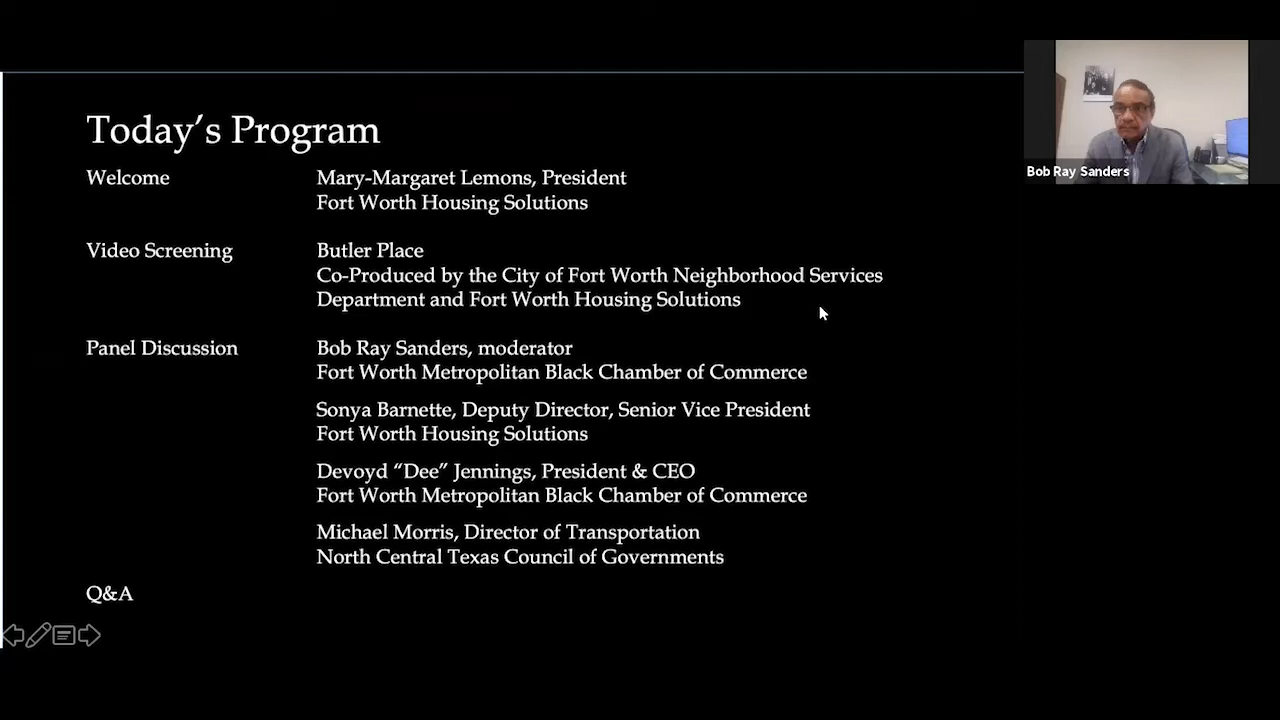 Today's Program
Welcome
Mary-Margaret Lemons, President
Fort Worth Housing Solutions
Video Screening
Butler Place
Co-Produced by the City of Fort Worth Neighborhood Services
Department and Fort Worth Housing Solutions
Panel Discussion
Bob Ray Sanders, moderator
Fort Worth Metropolitan Black Chamber of Commerce
Sonya Barnette, Deputy Director, Senior Vice President
Fort Worth Housing Solutions
Devoyd “Dee” Jennings, President & CEO
Fort Worth Metropolitan Black Chamber of Commerce
Michael Morris, Director of Transportation
North Central Texas Council of Governments
Q&A
Bob Ray Sanders